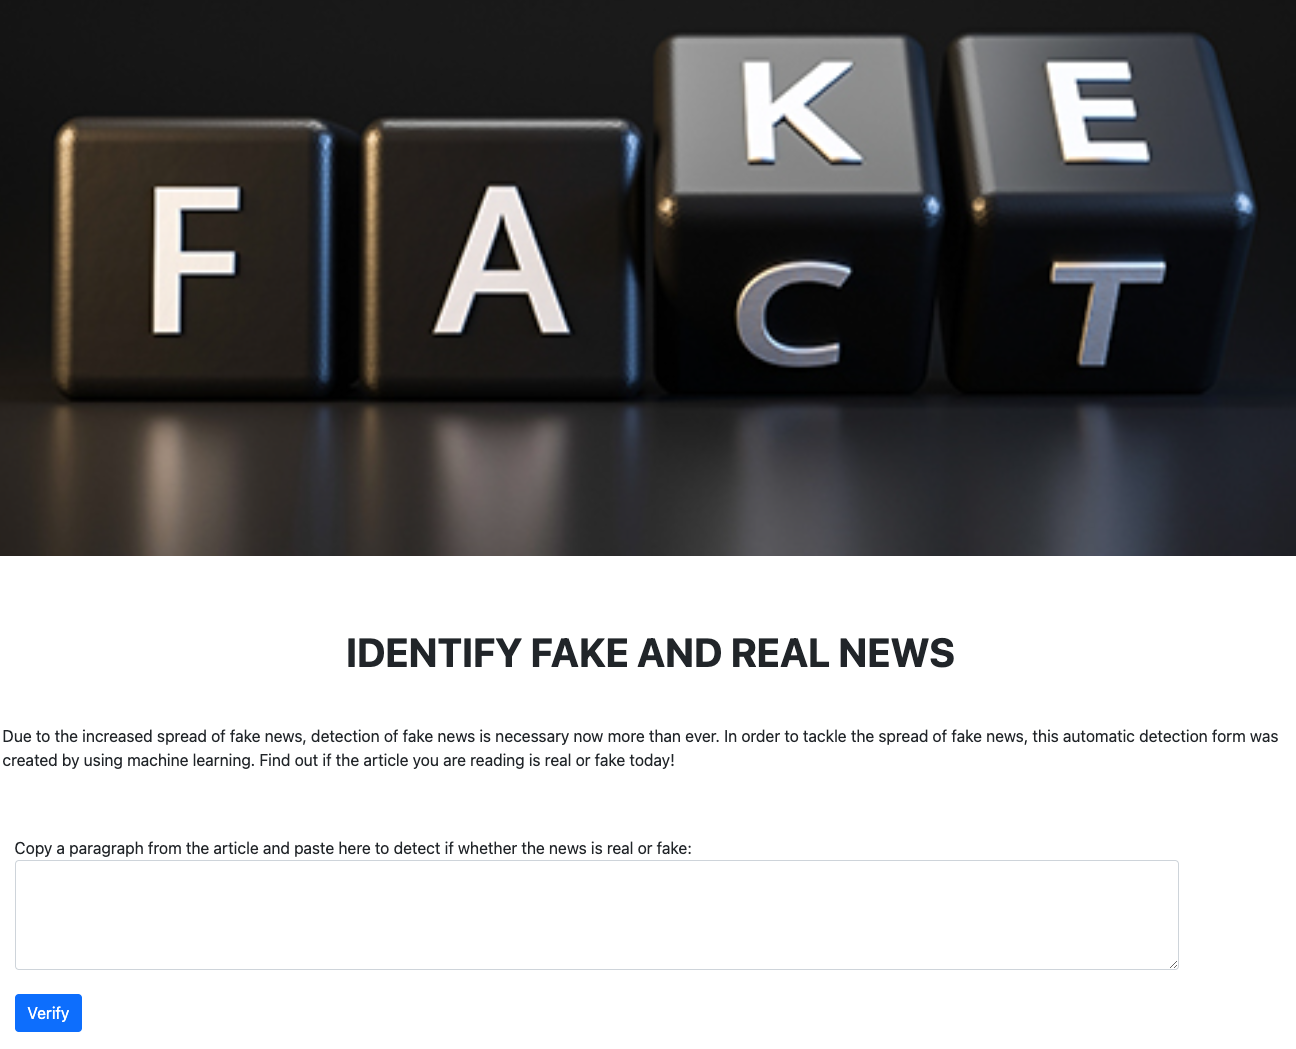 K E
F A C T
IDENTIFY FAKE AND REAL NEWS
Due to the increased spread of fake news, detection of fake news is necessary now more than ever. In order to tackle the spread of fake news, this automatic detection form was
created by using machine learning. Find out if the article you are reading is real or fake today!
Copy a paragraph from the article and paste here to detect if whether the news is real or fake:
Verify